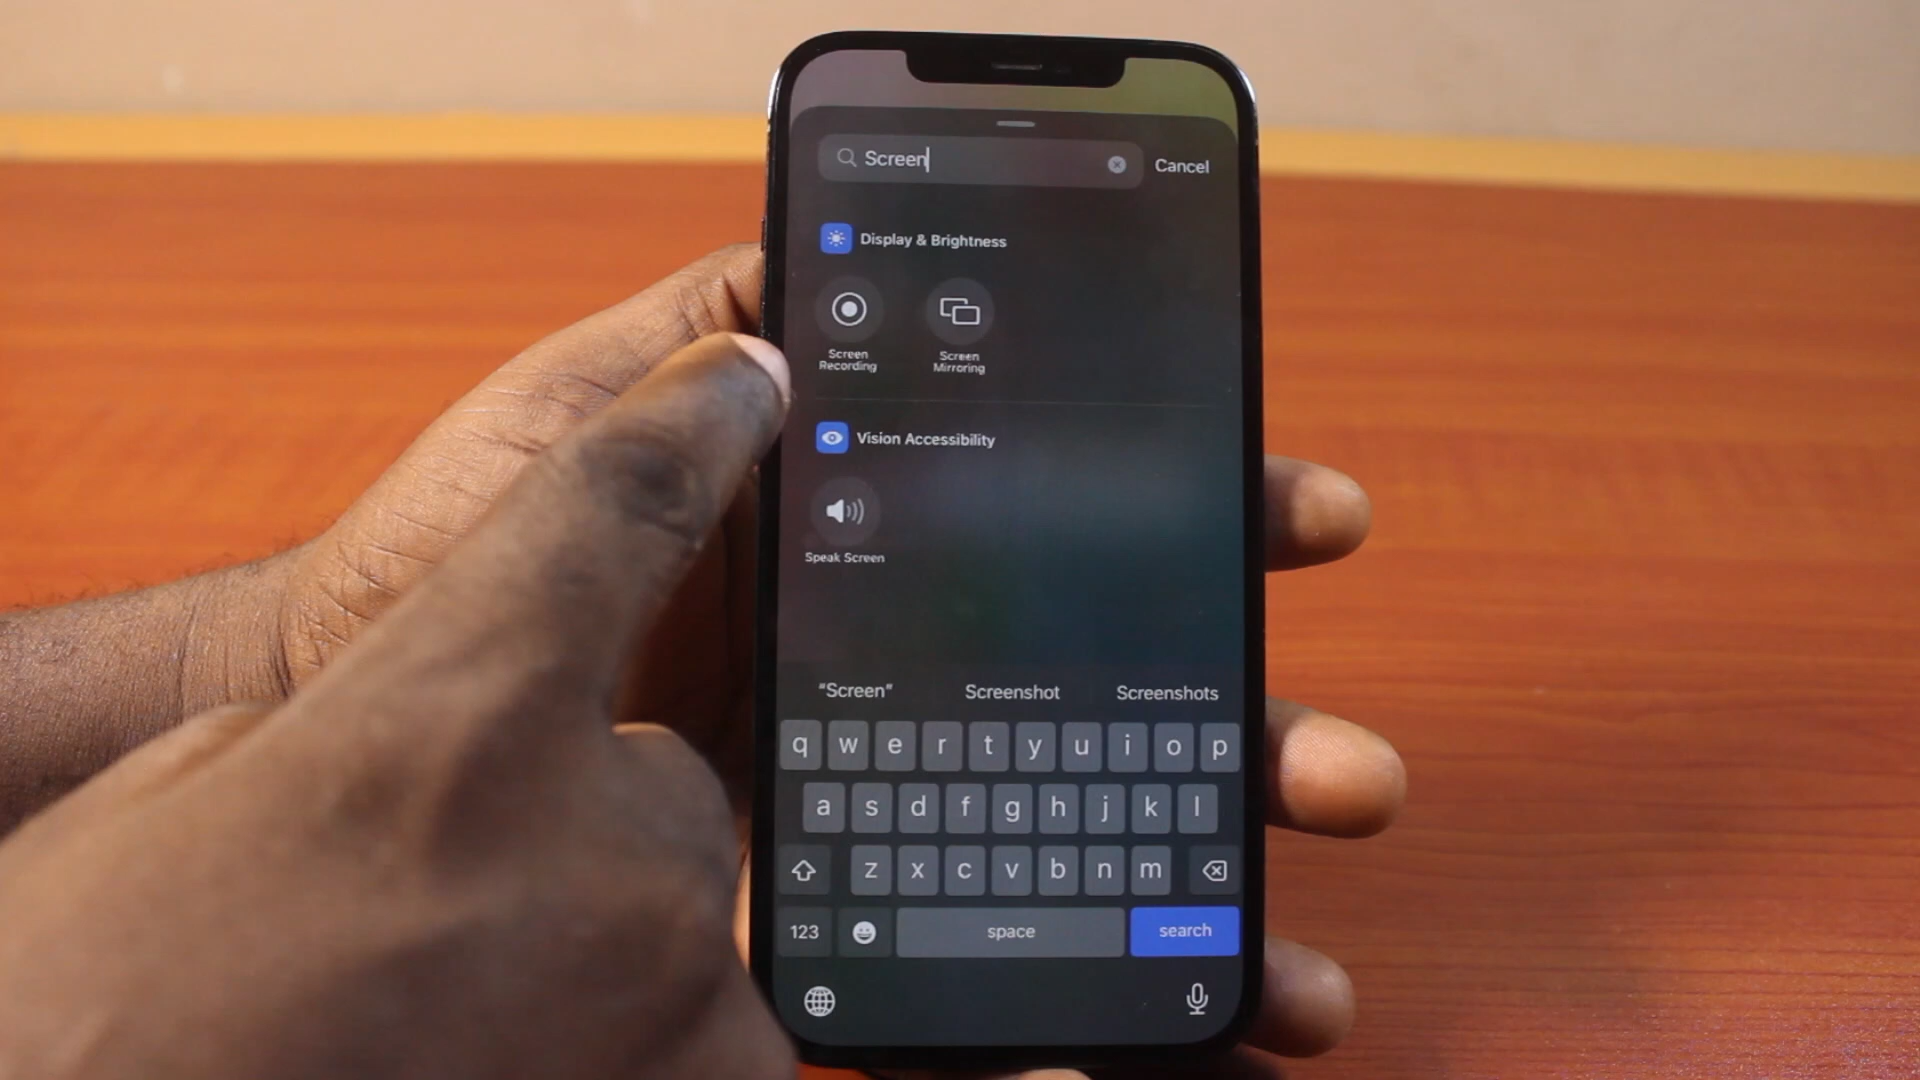 Screen
Cancel
Display & Brightness
Screen
Recording
Screen
Mirroring
Vision Accessibility
Speak Screen
"Screen" Screenshot Screenshots
q w e r t y u i o p
a s d f g h j k l
z x c v b n m
123 space search